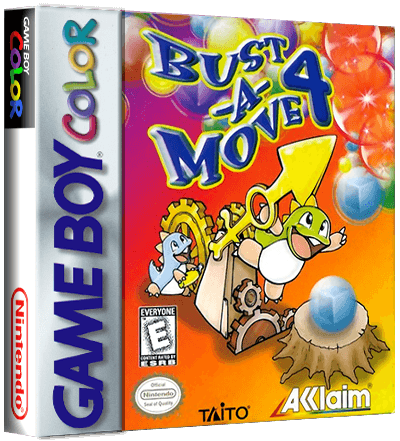 GAME BOY
COLOR
Nintendo
GAME BOY COLOR
BUST
-A-
MOVE 4
EVERYONE
E
CONTENT RATED BY
ESRB
Official
Nintendo
Seal of Quality
TAITO
AKKlaim